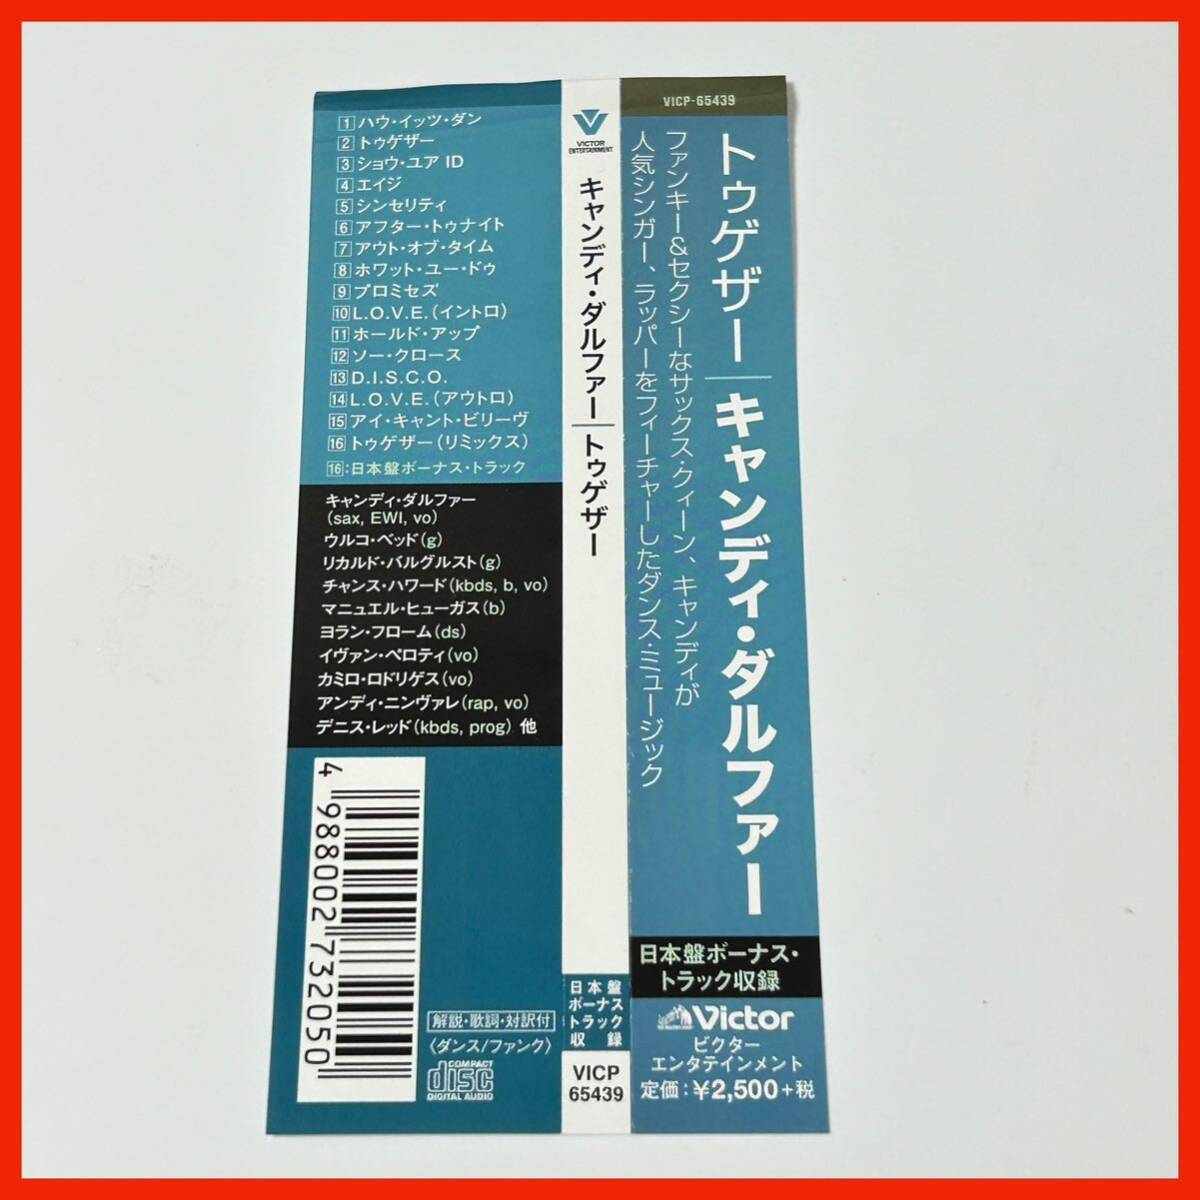 1 ハウ・イッツ・ダン
2 トゥゲザー
3 ショウ・ユア ID
4 エイジ
5 シンセリティ
6 アフター・トゥナイト
7 アウト・オブ・タイム
8 ホワット・ユー・ドゥ
9 プロミセズ
10 L.O.V.E.(イントロ)
11 ホールド・アップ
12 ソー・クロース
13 D.I.S.C.O.
14 L.O.V.E.(アウトロ)
15 アイ・キャント・ビリーヴ
16 トゥゲザー(リミックス)
16:日本盤ボーナス・トラック
キャンディ・ダルファー
(sax, EWI, vo)
ウルコ・ベッド(g)
リカルド・バルグルスト(g)
チャンス・ハワード(kbds, b, vo)
マニュエル・ヒューガス(b)
ヨラン・フローム(ds)
イヴァン・ペロティ(vo)
カミロ・ロドリゲス(vo)
アンディ・ニンヴァレ(rap, vo)
デニス・レッド(kbds, prog) 他
4 988002 732050
解説・歌詞・対訳付
〈ダンス/ファンク〉
COMPACT
disc
DIGITAL AUDIO
VICTOR
ENTERTAINMENT
キャンディ・ダルファー|トゥゲザー
日本盤
ボーナス
トラック
収録
VICP
65439
VICP-65439
トゥゲザー|キャンディ・ダルファー
ファンキー&セクシーなサックス・クィーン、キャンディが
人気シンガー、ラッパーをフィーチャーしたダンス・ミュージック
日本盤ボーナス・
トラック収録
Victor
ビクター
エンタテインメント
定価:¥2,500+税